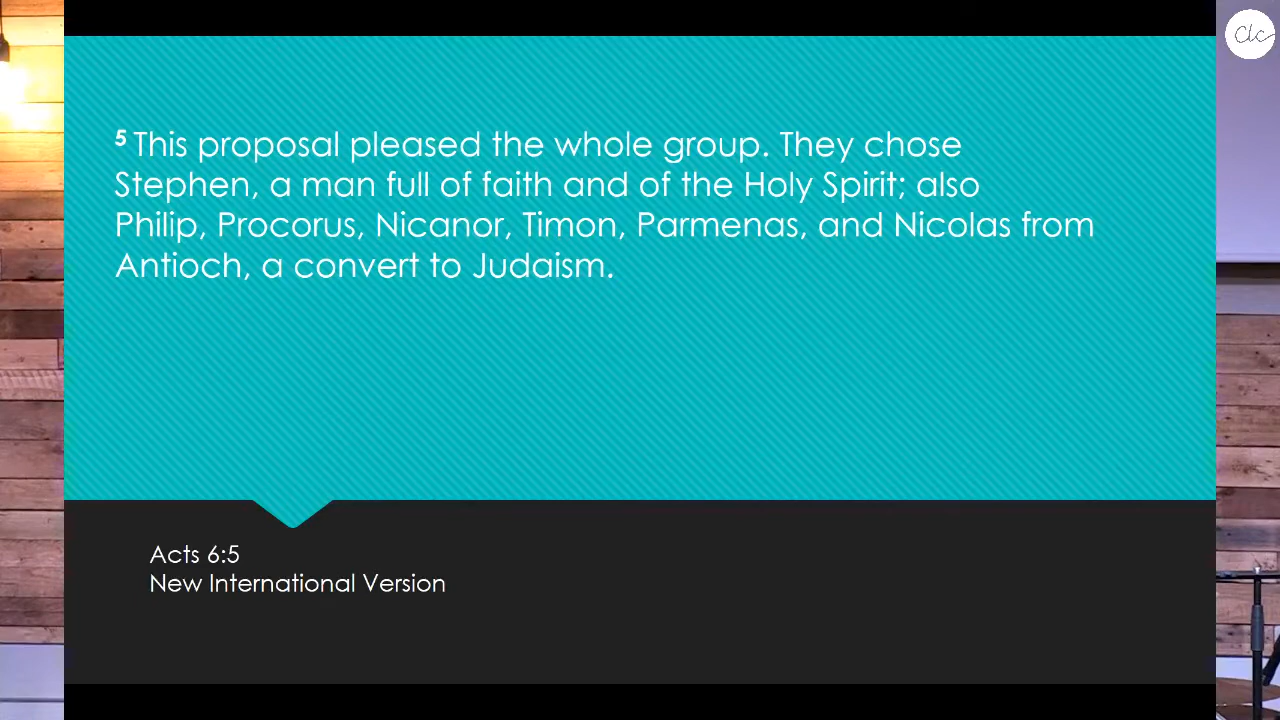 clc
5 This proposal pleased the whole group. They chose
Stephen, a man full of faith and of the Holy Spirit; also
Philip, Procorus, Nicanor, Timon, Parmenas, and Nicolas from
Antioch, a convert to Judaism.
Acts 6:5
New International Version